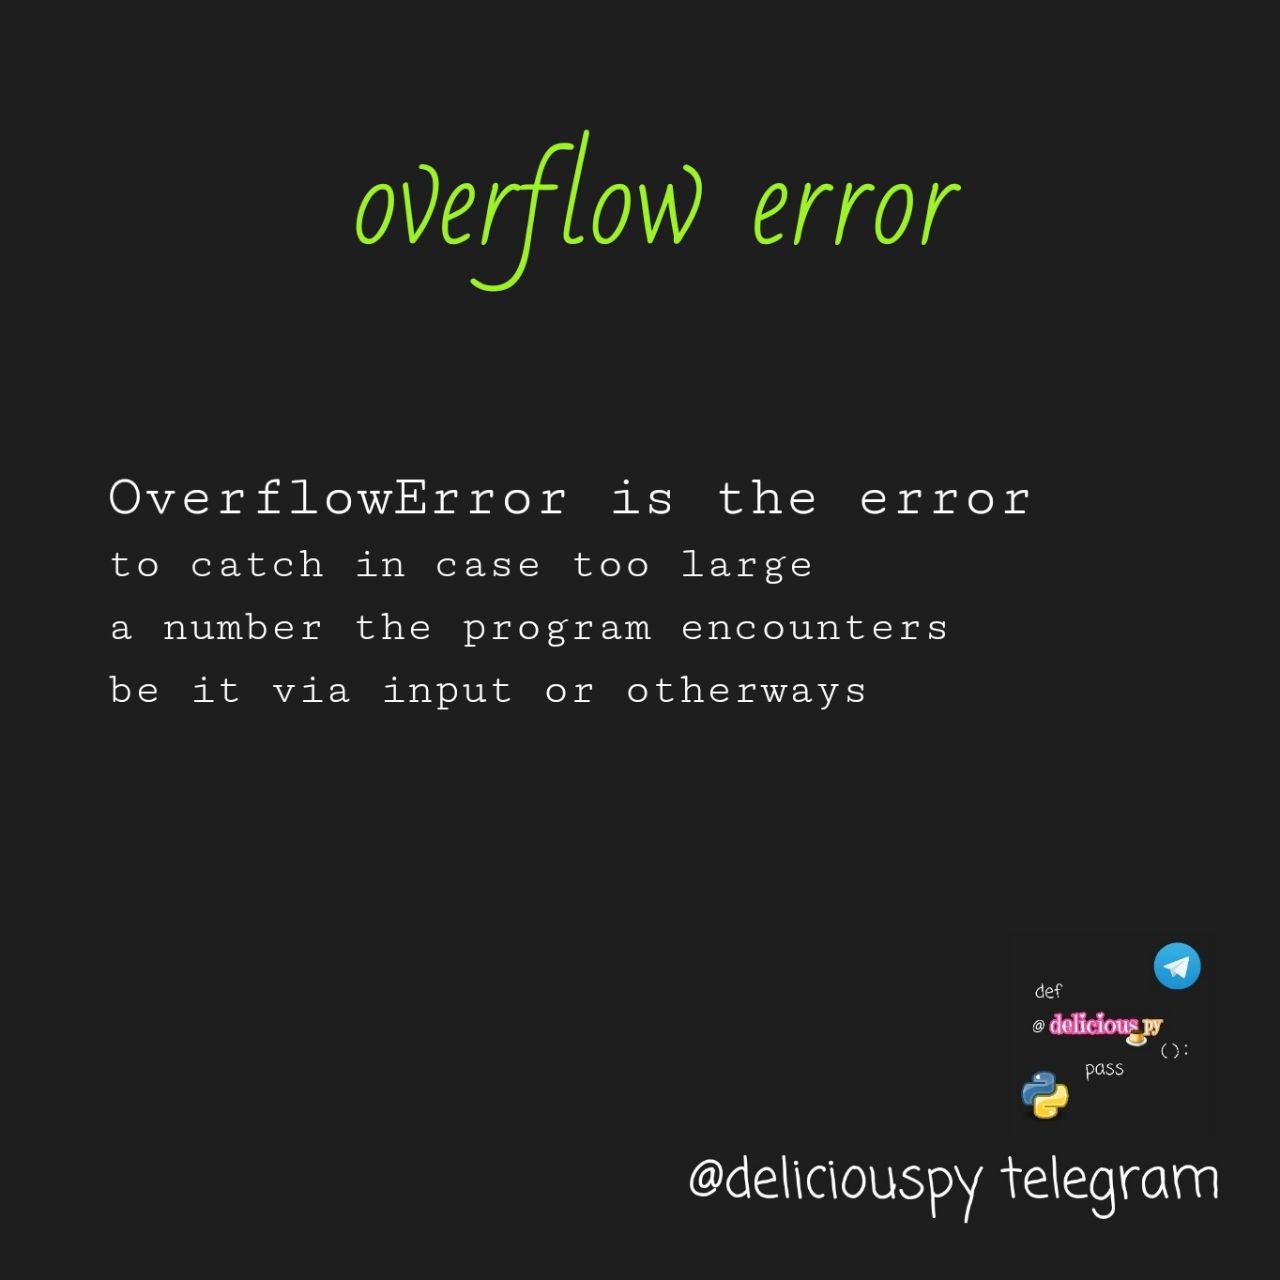 overflow error
OverflowError is the error
to catch in case too large
a number the program encounters
be it via input or otherways
def
@delicious py
():
pass
@deliciouspy telegram